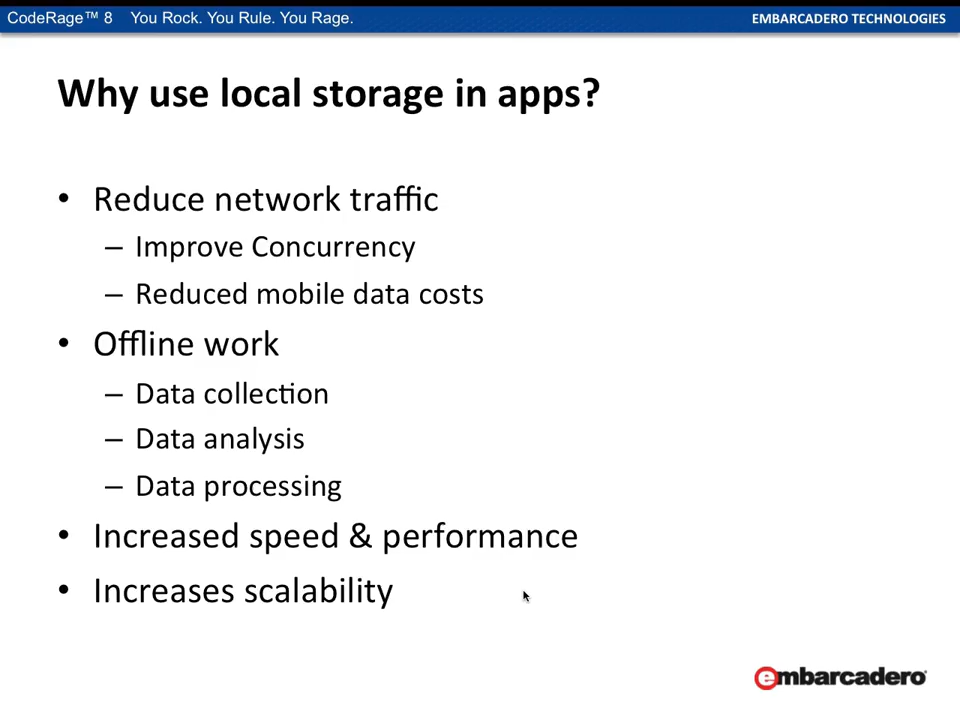 CodeRage™ 8 You Rock. You Rule. You Rage.
EMBARCADERO TECHNOLOGIES
Why use local storage in apps?
• Reduce network traffic
– Improve Concurrency
– Reduced mobile data costs
• Offline work
– Data collection
– Data analysis
– Data processing
• Increased speed & performance
• Increases scalability
embarcadero